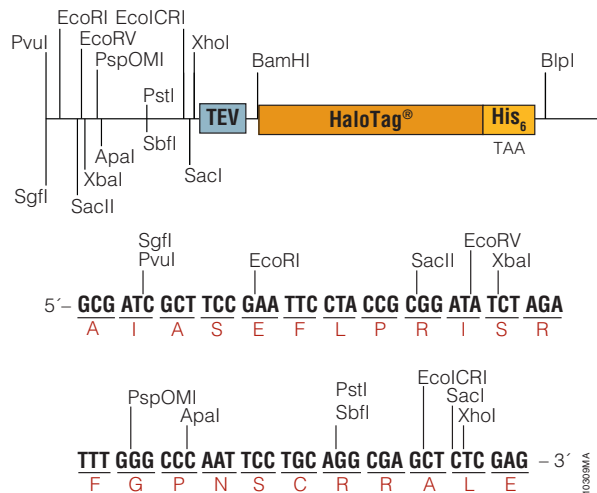 EcoRI EcoICRI
PvuI EcoRV XhoI
PspOMI BamHI BlpI
PstI
TEV HaloTag® His6
SbfI TAA
ApaI
XbaI SacI
SgfI SacII
SgfI EcoRV
PvuI EcoRI SacII XbaI
5´– GCG ATC GCT TCC GAA TTC CTA CCG CGG ATA TCT AGA
A I A S E F L P R I S R
EcoICRI
PspOMI PstI SacI
ApaI SbfI XhoI
TTT GGG CCC AAT TCC TGC AGG CGA GCT CTC GAG – 3´
F G P N S C R R A L E
10309MA